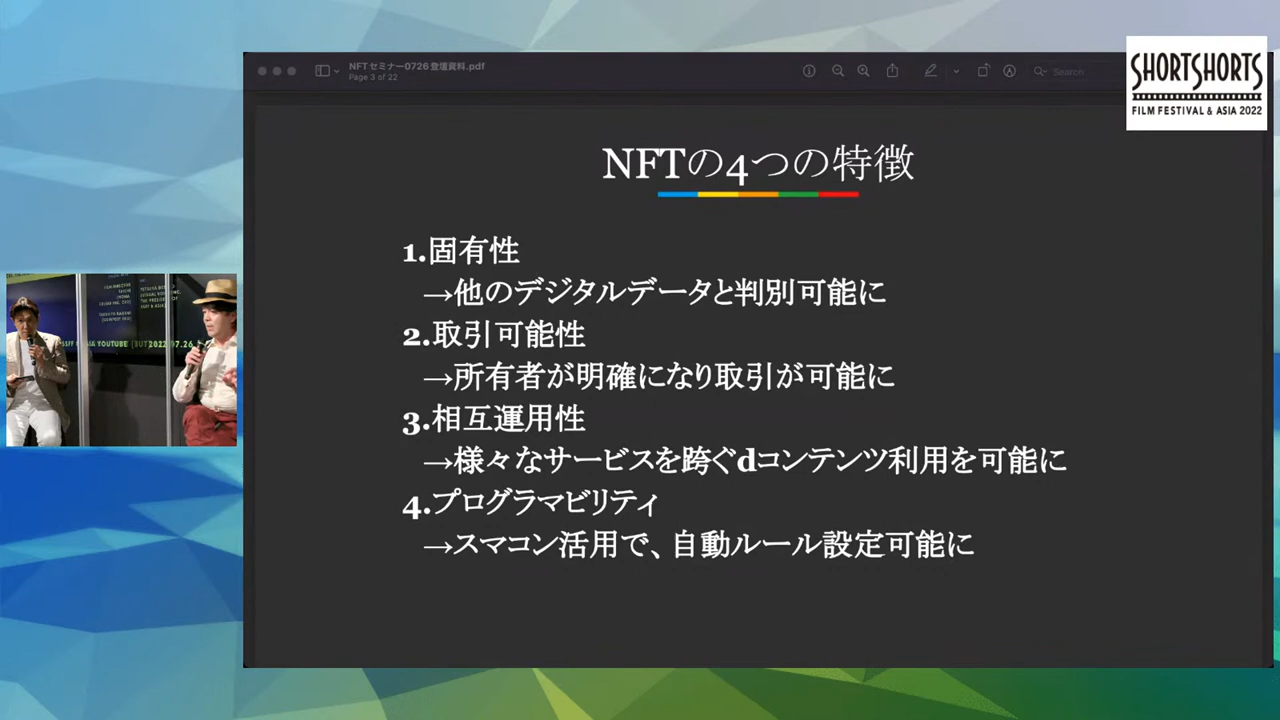 NFTセミナー0726登壇資料.pdf
Page 3 of 22
Search
SHORTSHORTS
FILM FESTIVAL & ASIA 2022
NFTの4つの特徴
1.固有性
→他のデジタルデータと判別可能に
2.取引可能性
→所有者が明確になり取引が可能に
3.相互運用性
→様々なサービスを跨ぐdコンテンツ利用を可能に
4.プログラマビリティ
→スマコン活用で、自動ルール設定可能に